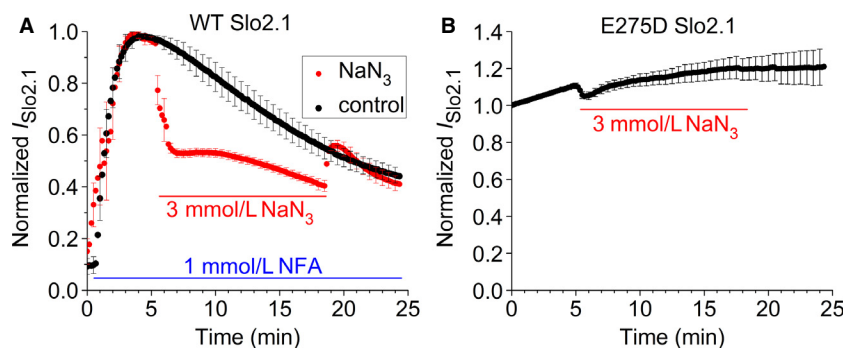 A WT Slo2.1
Normalized I_Slo2.1
1.0
0.8
0.6
0.4
0.2
0.0
NaN₃
control
3 mmol/L NaN₃
1 mmol/L NFA
0 5 10 15 20 25
Time (min)
B E275D Slo2.1
Normalized I_Slo2.1
1.4
1.2
1.0
0.8
0.6
0.4
0.2
0.0
3 mmol/L NaN₃
0 5 10 15 20 25
Time (min)